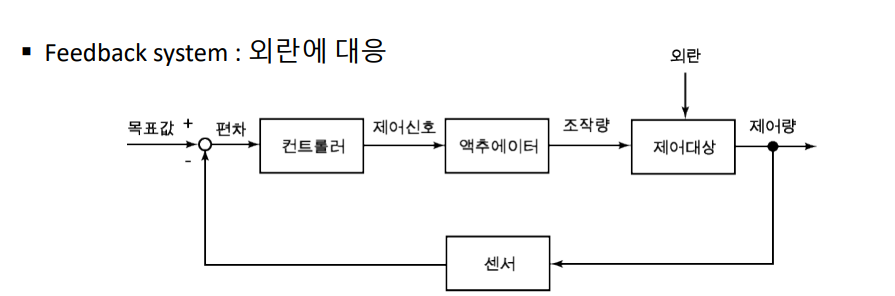 ▪ Feedback system : 외란에 대응
외란
목표값 + 편차 제어신호 조작량 제어량
컨트롤러 액추에이터 제어대상
-
센서